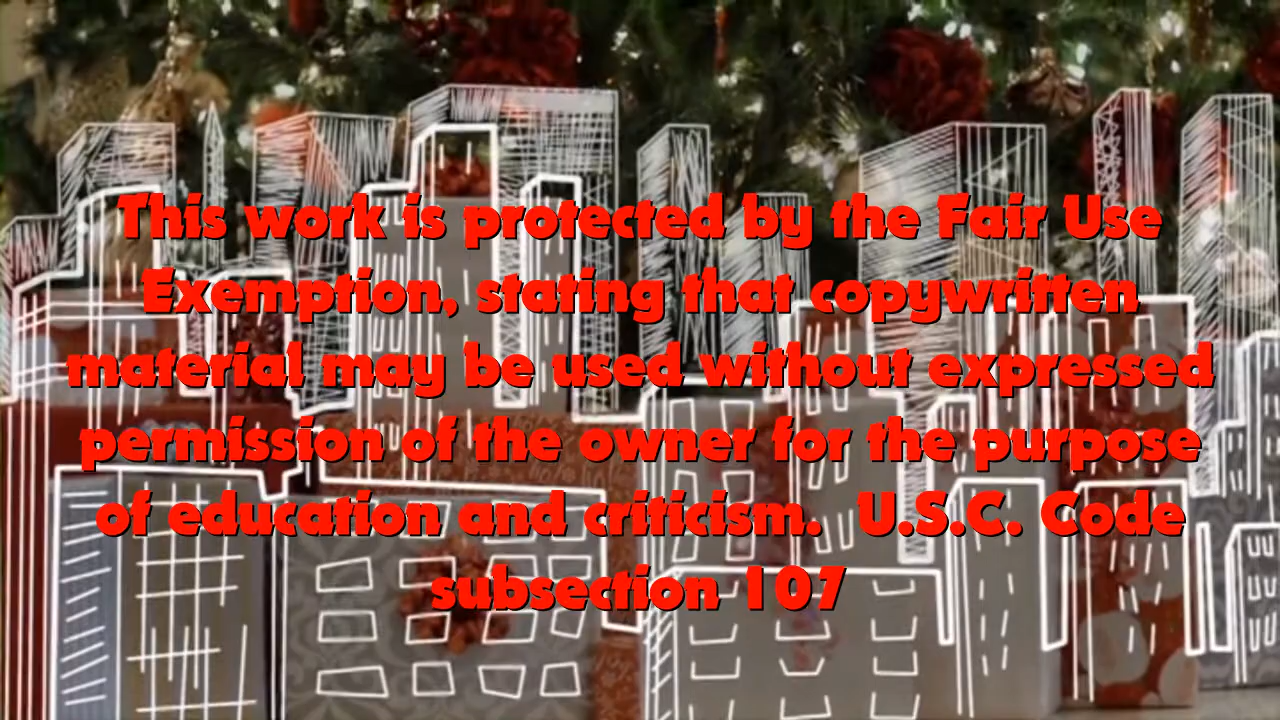 This work is protected by the Fair Use
Exemption, stating that copywritten
material may be used without expressed
permission of the owner for the purpose
of education and criticism.  U.S.C. Code
subsection 107